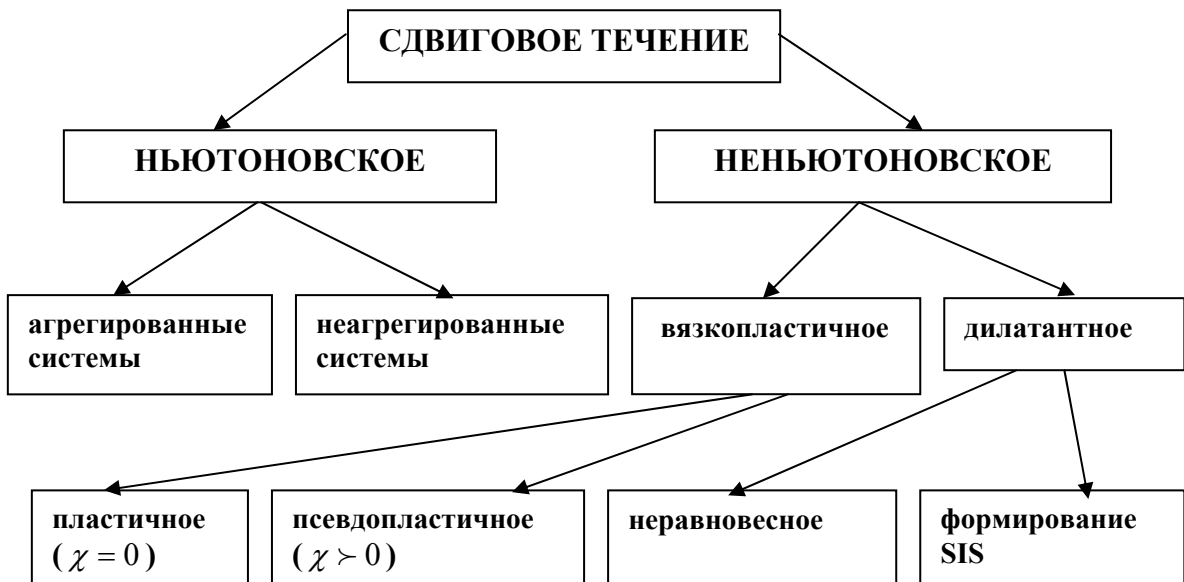 СДВИГОВОЕ ТЕЧЕНИЕ
НЬЮТОНОВСКОЕ
НЕНЬЮТОНОВСКОЕ
агрегированные
системы
неагрегированные
системы
вязкопластичное
дилатантное
пластичное
( χ = 0 )
псевдопластичное
( χ ≻ 0 )
неравновесное
формирование
SIS